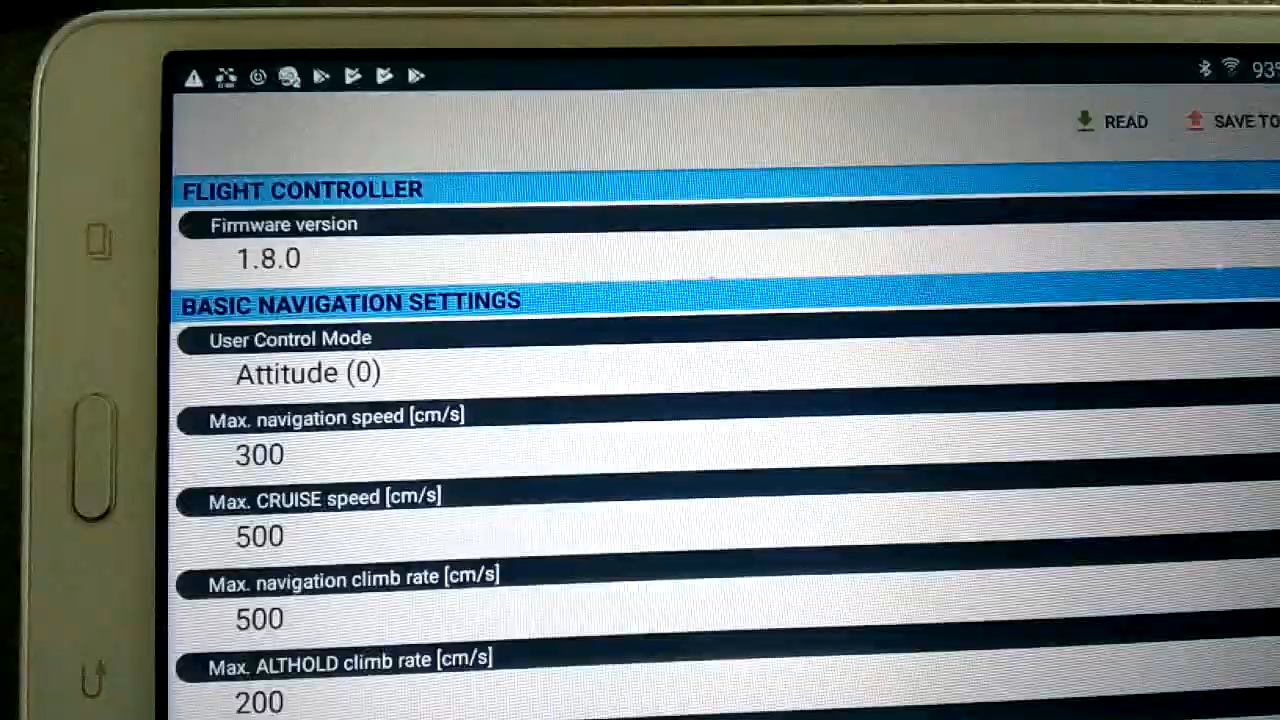 93%
READ
SAVE TO
FLIGHT CONTROLLER
Firmware version
1.8.0
BASIC NAVIGATION SETTINGS
User Control Mode
Attitude (0)
Max. navigation speed [cm/s]
300
Max. CRUISE speed [cm/s]
500
Max. navigation climb rate [cm/s]
500
Max. ALTHOLD climb rate [cm/s]
200